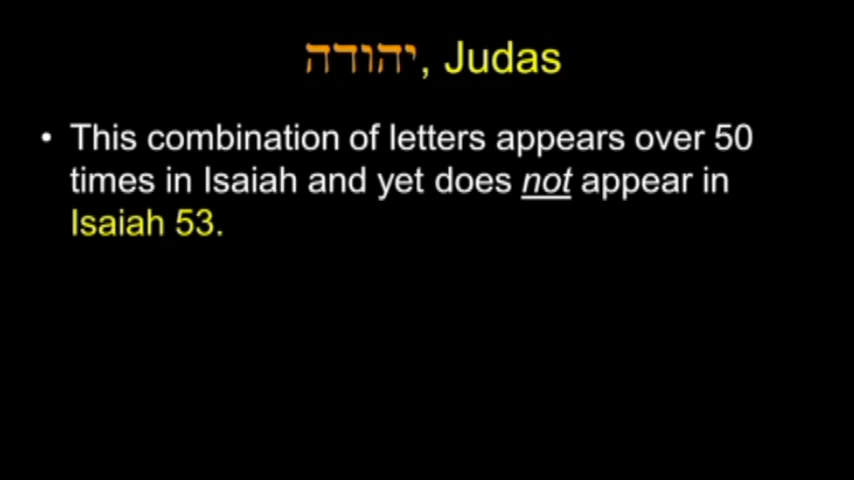 יהודה, Judas
• This combination of letters appears over 50
times in Isaiah and yet does not appear in
Isaiah 53.